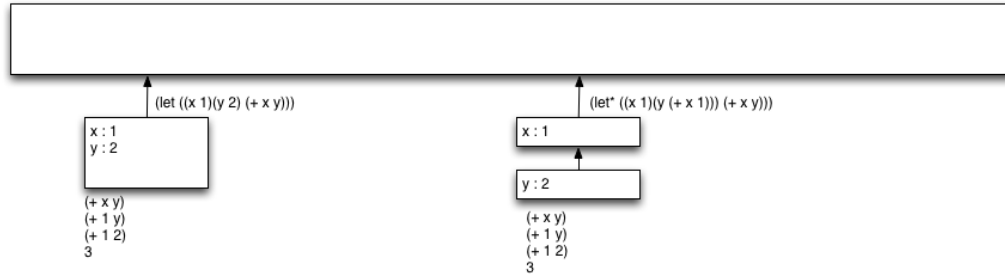 (let ((x 1)(y 2) (+ x y)))
x : 1
y : 2
(+ x y)
(+ 1 y)
(+ 1 2)
3
(let* ((x 1)(y (+ x 1))) (+ x y)))
x : 1
y : 2
(+ x y)
(+ 1 y)
(+ 1 2)
3